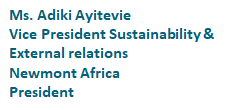 Ms. Adiki Ayitevie
Vice President Sustainability &
External relations
Newmont Africa
President